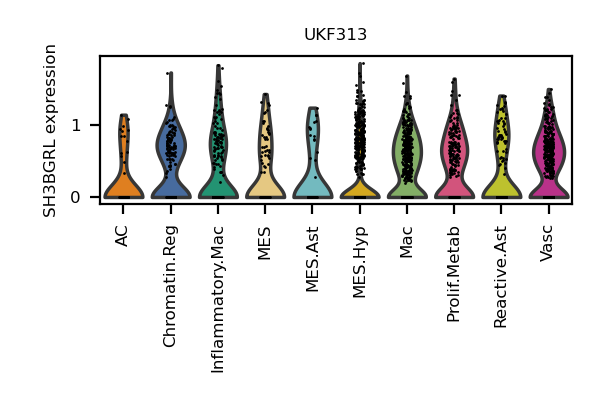 UKF313
SH3BGRL expression
1
0
AC
Chromatin.Reg
Inflammatory.Mac
MES
MES.Ast
MES.Hyp
Mac
Prolif.Metab
Reactive.Ast
Vasc